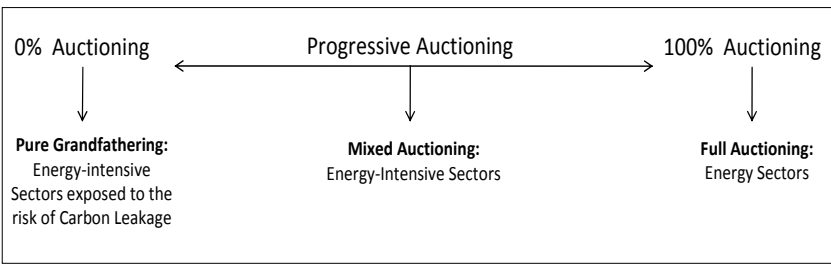 0% Auctioning
Progressive Auctioning
100% Auctioning
Pure Grandfathering:
Energy-intensive
Sectors exposed to the
risk of Carbon Leakage
Mixed Auctioning:
Energy-Intensive Sectors
Full Auctioning:
Energy Sectors